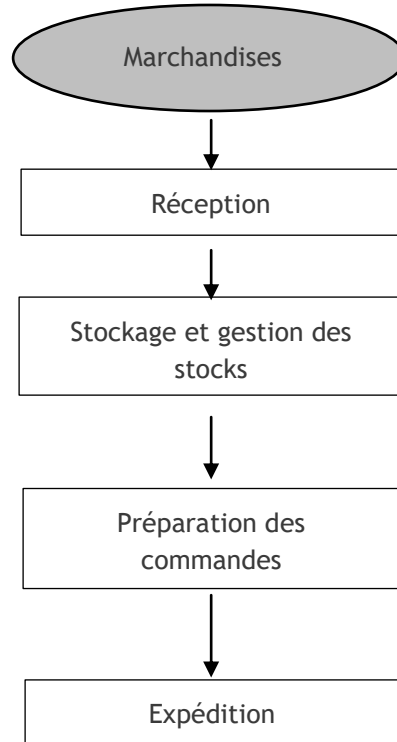 Marchandises
Réception
Stockage et gestion des
stocks
Préparation des
commandes
Expédition